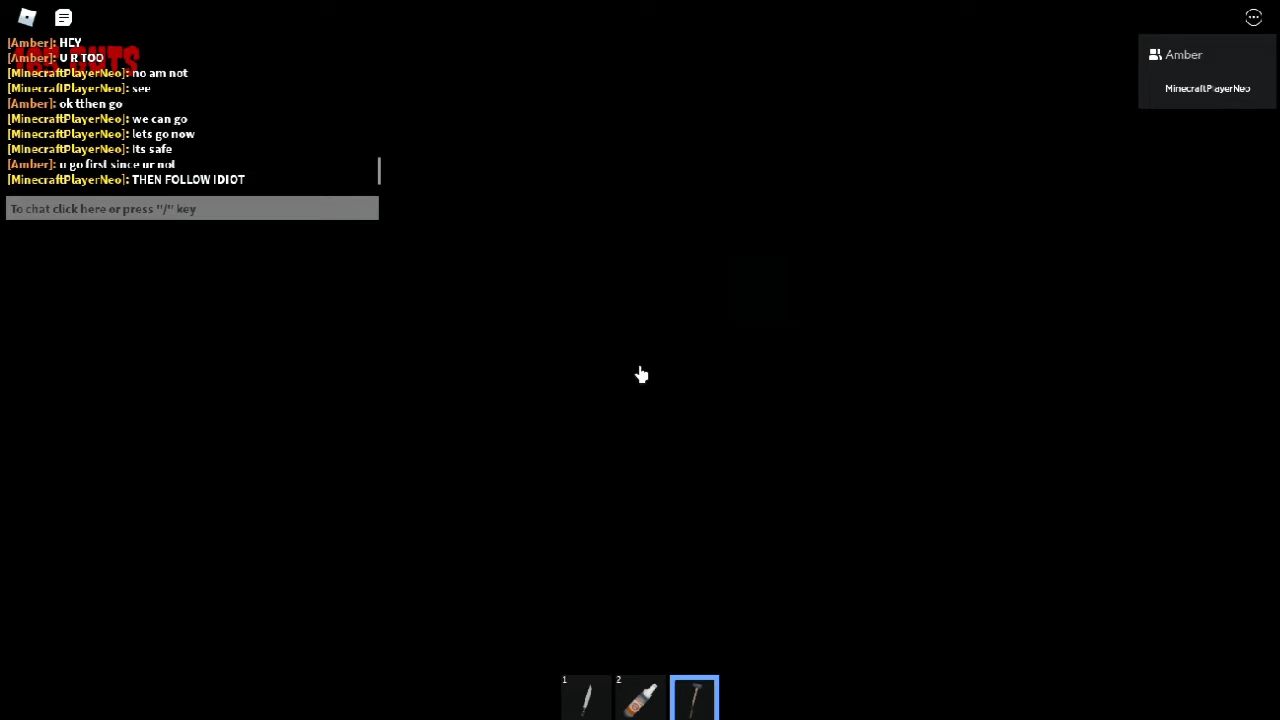 [Amber]: HEY
[Amber]: U R TOO
[MinecraftPlayerNeo]: no am not
[MinecraftPlayerNeo]: see
[Amber]: ok tthen go
[MinecraftPlayerNeo]: we can go
[MinecraftPlayerNeo]: lets go now
[MinecraftPlayerNeo]: its safe
[Amber]: u go first since ur not
[MinecraftPlayerNeo]: THEN FOLLOW IDIOT
To chat click here or press "/" key
Amber
MinecraftPlayerNeo
1
2